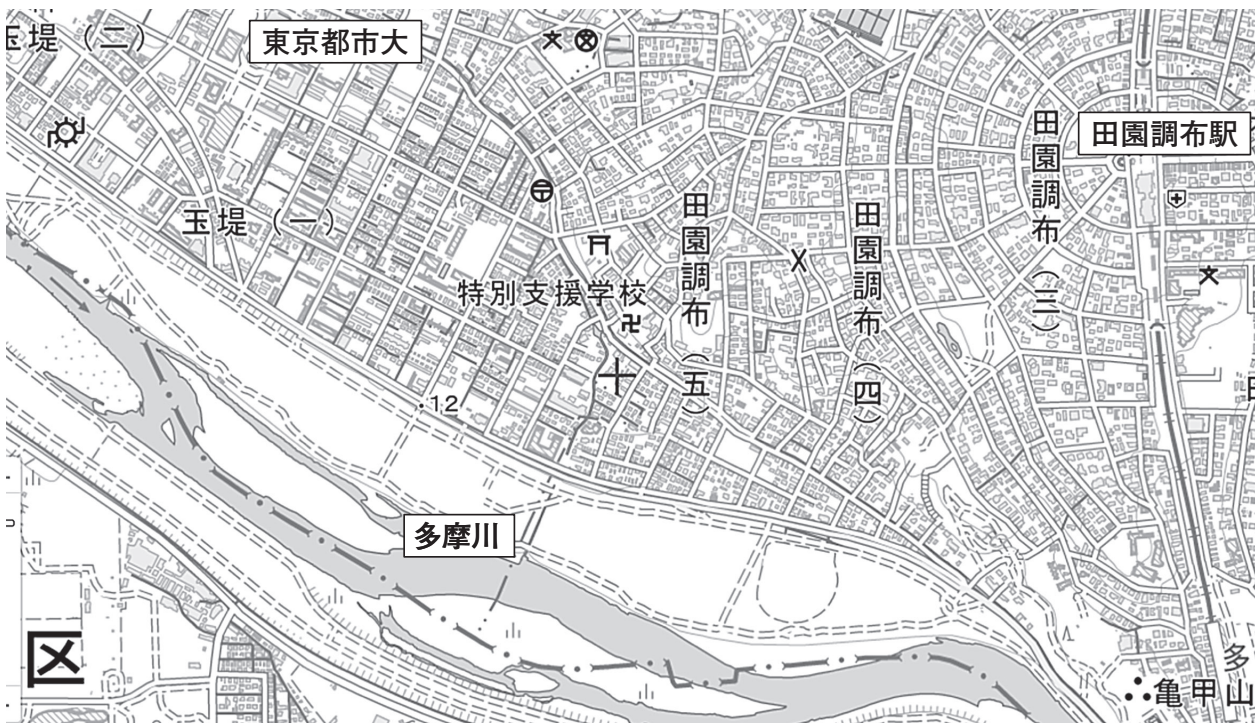 玉堤（二）
東京都市大
田園調布駅
玉堤（一）
田園調布（三）
田園調布（五）
田園調布（四）
特別支援学校
・12
多摩川
区
多
亀甲山